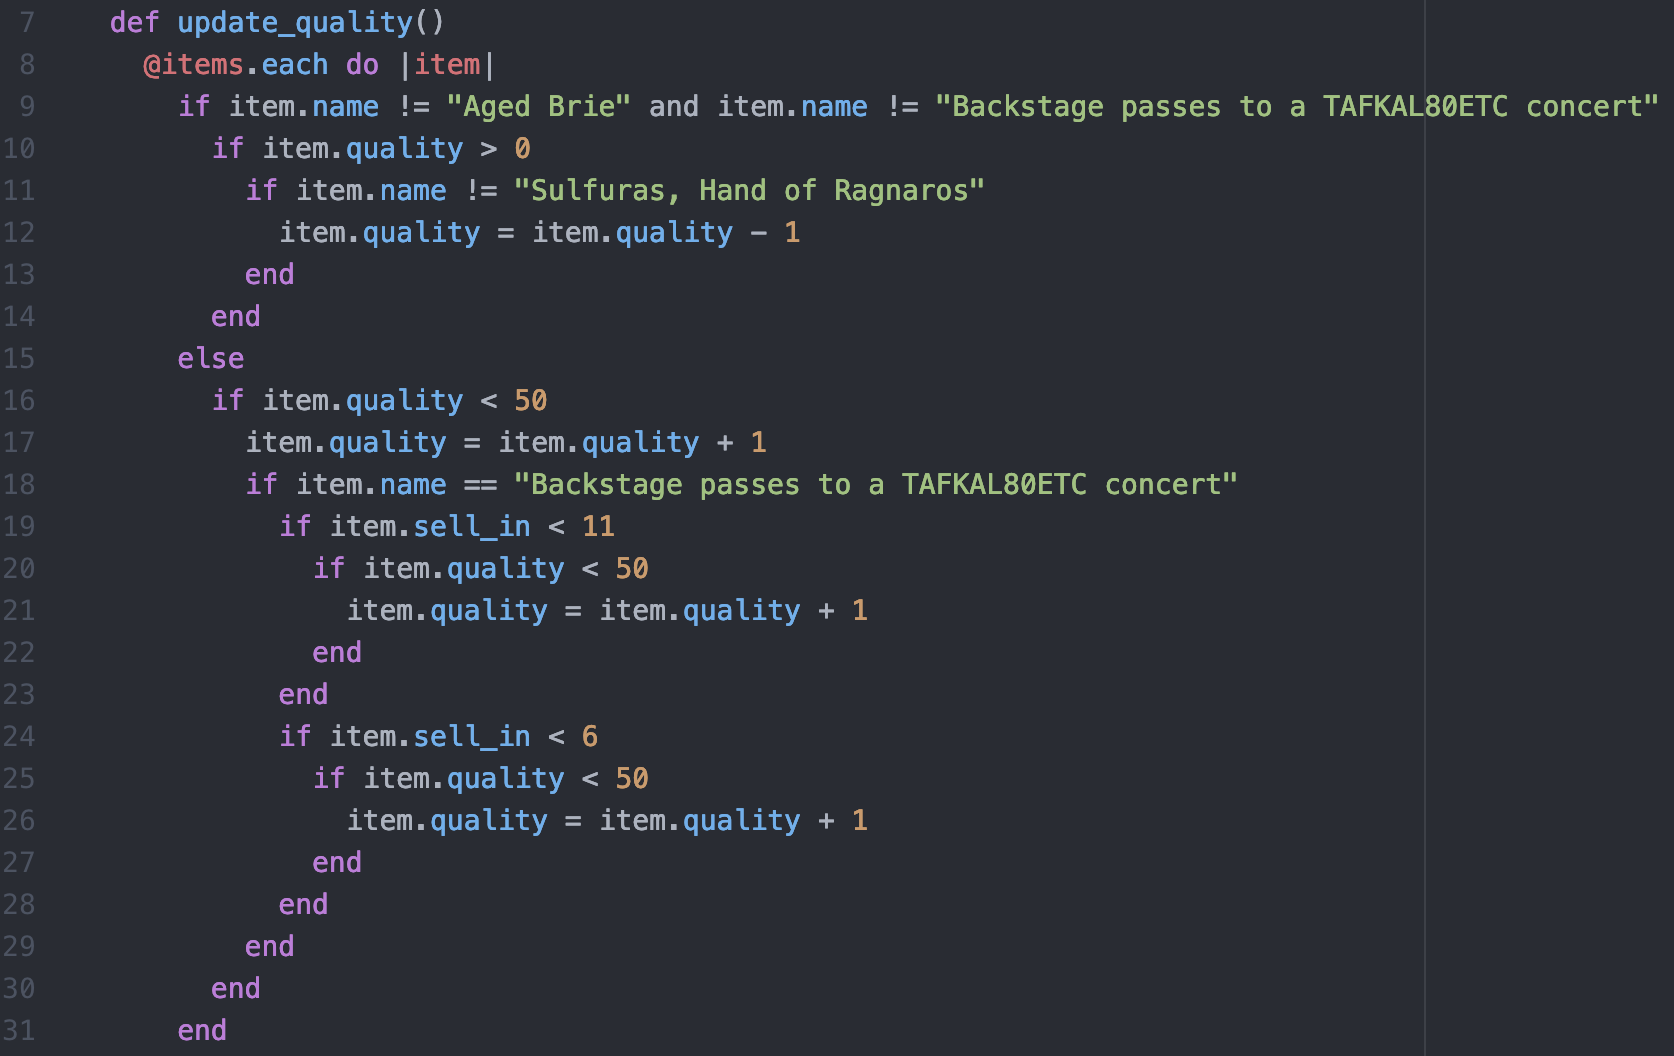 7 def update_quality()
8 @items.each do |item|
9 if item.name != "Aged Brie" and item.name != "Backstage passes to a TAFKAL80ETC concert"
10 if item.quality > 0
11 if item.name != "Sulfuras, Hand of Ragnaros"
12 item.quality = item.quality - 1
13 end
14 end
15 else
16 if item.quality < 50
17 item.quality = item.quality + 1
18 if item.name == "Backstage passes to a TAFKAL80ETC concert"
19 if item.sell_in < 11
20 if item.quality < 50
21 item.quality = item.quality + 1
22 end
23 end
24 if item.sell_in < 6
25 if item.quality < 50
26 item.quality = item.quality + 1
27 end
28 end
29 end
30 end
31 end